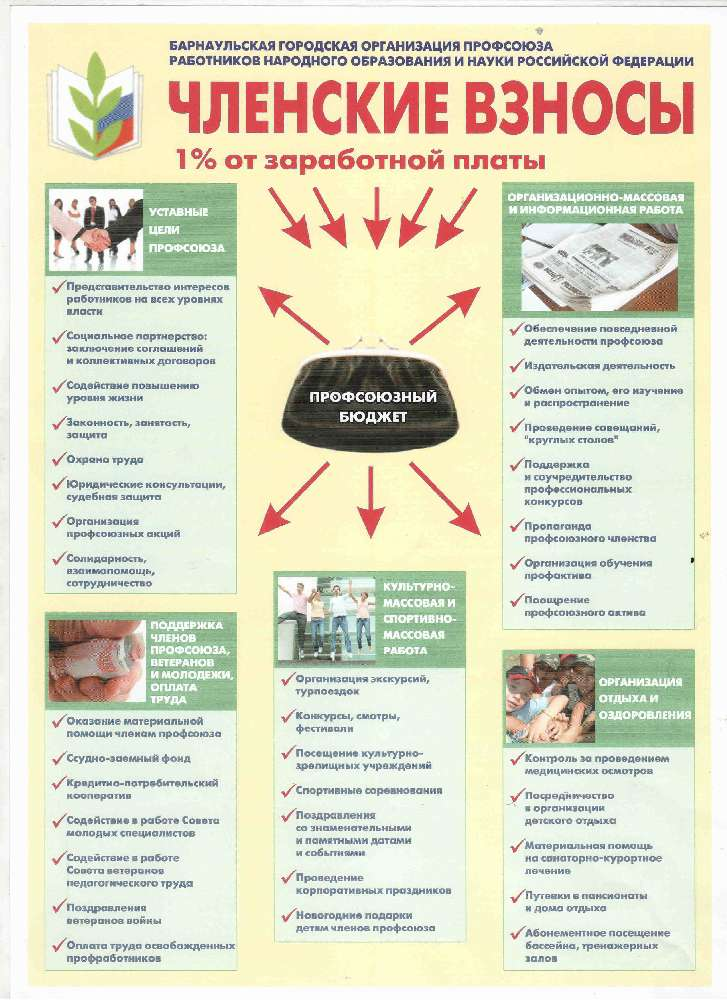 БАРНАУЛЬСКАЯ ГОРОДСКАЯ ОРГАНИЗАЦИЯ ПРОФСОЮЗА
РАБОТНИКОВ НАРОДНОГО ОБРАЗОВАНИЯ И НАУКИ РОССИЙСКОЙ ФЕДЕРАЦИИ
ЧЛЕНСКИЕ ВЗНОСЫ
1% от заработной платы
УСТАВНЫЕ
ЦЕЛИ
ПРОФСОЮЗА
Представительство интересов
работников на всех уровнях
власти
Социальное партнерство:
заключение соглашений
и коллективных договоров
Содействие повышению
уровня жизни
Законность, занятость,
защита
Охрана труда
Юридические консультации,
судебная защита
Организация
профсоюзных акций
Солидарность,
взаимопомощь,
сотрудничество
ОРГАНИЗАЦИОННО-МАССОВАЯ
И ИНФОРМАЦИОННАЯ РАБОТА
Обеспечение повседневной
деятельности профсоюза
Издательская деятельность
Обмен опытом, его изучение
и распространение
Проведение совещаний,
"круглых столов"
Поддержка
и соучредительство
профессиональных
конкурсов
Пропаганда
профсоюзного членства
Организация обучения
профактива
Поощрение
профсоюзного актива
ПРОФСОЮЗНЫЙ
БЮДЖЕТ
ПОДДЕРЖКА
ЧЛЕНОВ
ПРОФСОЮЗА,
ВЕТЕРАНОВ
И МОЛОДЕЖИ,
ОПЛАТА
ТРУДА
Оказание материальной
помощи членам профсоюза
Ссудно-заемный фонд
Кредитно-потребительский
кооператив
Содействие в работе Совета
молодых специалистов
Содействие в работе
Совета ветеранов
педагогического труда
Поздравления
ветеранов войны
Оплата труда освобожденных
профработников
КУЛЬТУРНО-
МАССОВАЯ И
СПОРТИВНО-
МАССОВАЯ
РАБОТА
Организация экскурсий,
турпоездок
Конкурсы, смотры,
фестивали
Посещение культурно-
зрелищных учреждений
Спортивные соревнования
Поздравления
со знаменательными
и памятными датами
и событиями
Проведение
корпоративных праздников
Новогодние подарки
детям членов профсоюза
ОРГАНИЗАЦИЯ
ОТДЫХА И
ОЗДОРОВЛЕНИЯ
Контроль за проведением
медицинских осмотров
Посредничество
в организации
детского отдыха
Материальная помощь
на санаторно-курортное
лечение
Путевки в пансионаты
и дома отдыха
Абонементное посещение
бассейна, тренажерных
залов